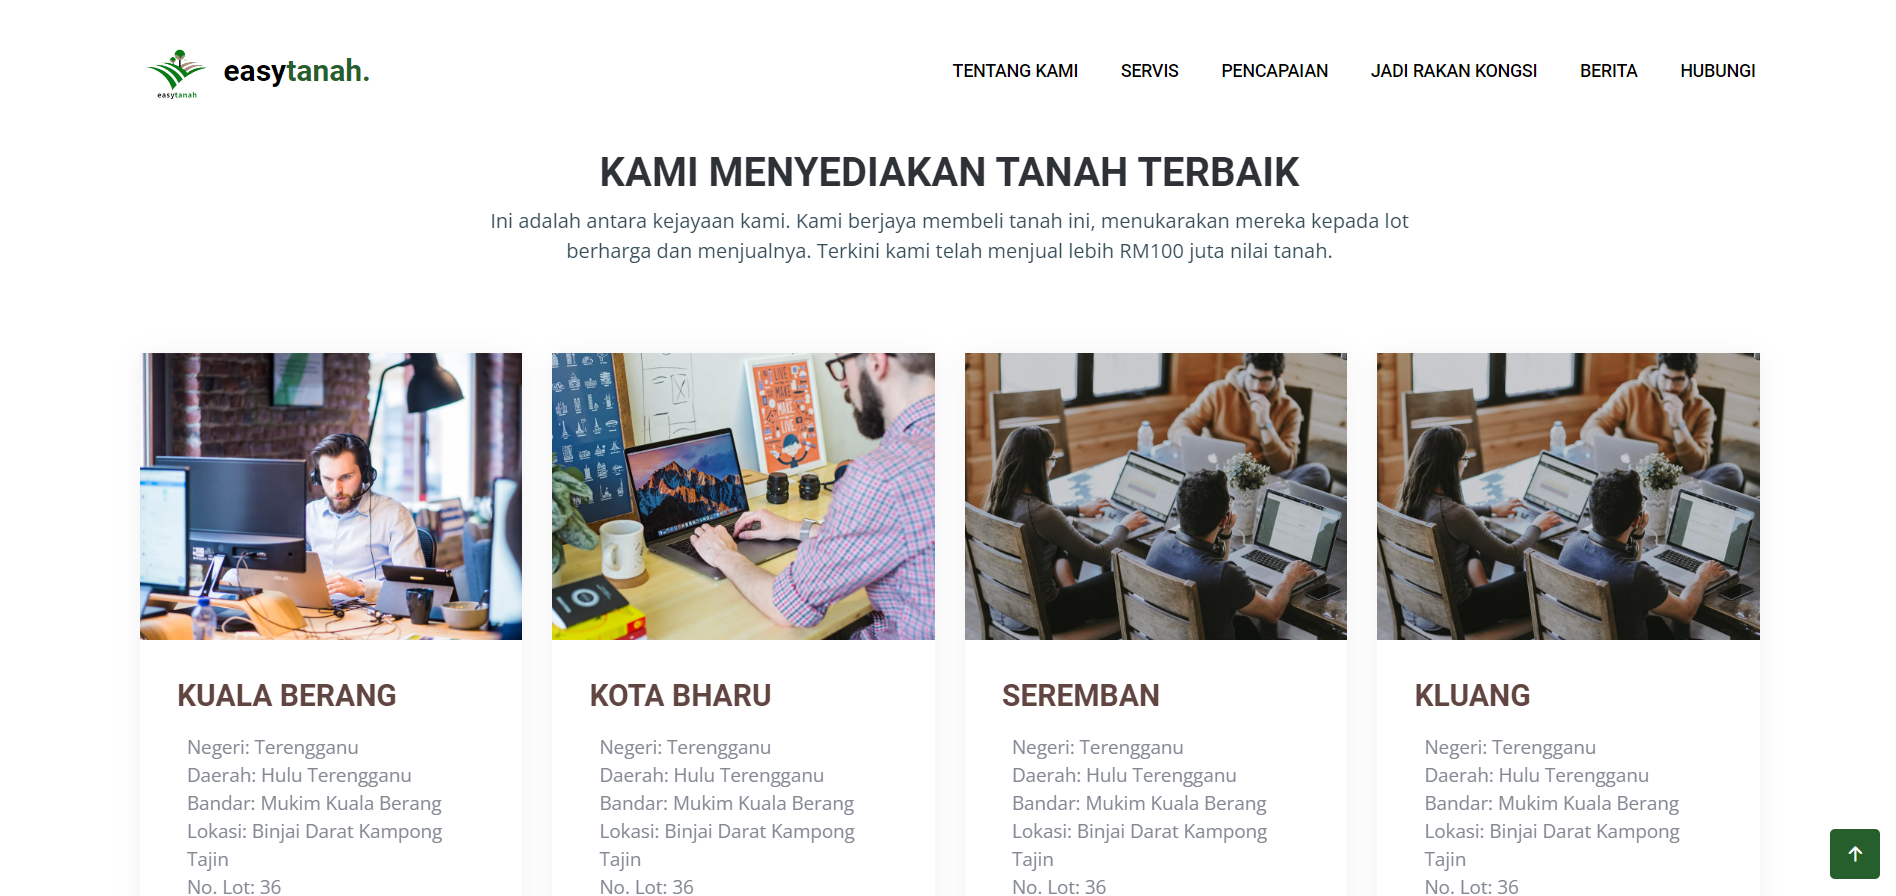 easytanah
easytanah.
TENTANG KAMI
SERVIS
PENCAPAIAN
JADI RAKAN KONGSI
BERITA
HUBUNGI
KAMI MENYEDIAKAN TANAH TERBAIK
Ini adalah antara kejayaan kami. Kami berjaya membeli tanah ini, menukarakan mereka kepada lot
berharga dan menjualnya. Terkini kami telah menjual lebih RM100 juta nilai tanah.
LIVE
MAKE
MAKE
LIVE
KUALA BERANG
Negeri: Terengganu
Daerah: Hulu Terengganu
Bandar: Mukim Kuala Berang
Lokasi: Binjai Darat Kampong
Tajin
No. Lot: 36
KOTA BHARU
Negeri: Terengganu
Daerah: Hulu Terengganu
Bandar: Mukim Kuala Berang
Lokasi: Binjai Darat Kampong
Tajin
No. Lot: 36
SEREMBAN
Negeri: Terengganu
Daerah: Hulu Terengganu
Bandar: Mukim Kuala Berang
Lokasi: Binjai Darat Kampong
Tajin
No. Lot: 36
KLUANG
Negeri: Terengganu
Daerah: Hulu Terengganu
Bandar: Mukim Kuala Berang
Lokasi: Binjai Darat Kampong
Tajin
No. Lot: 36